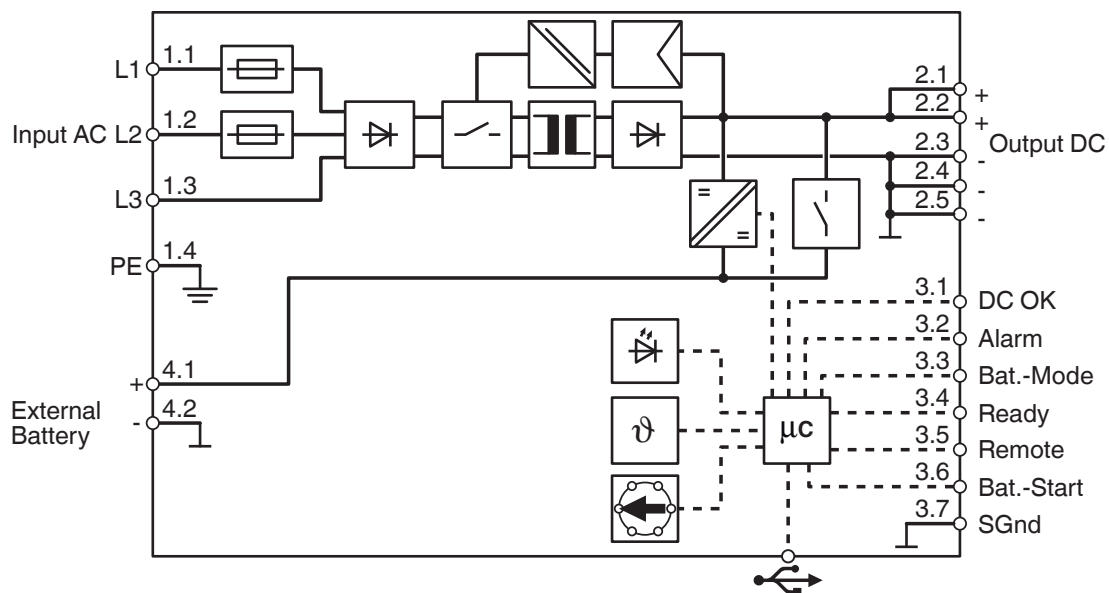 L1
1.1
Input AC L2
1.2
L3
1.3
PE
1.4
+
4.1
External
Battery
-
4.2
=
=
ϑ
µc
2.1
+
2.2
+
Output DC
2.3
-
2.4
-
2.5
-
3.1
DC OK
3.2
Alarm
3.3
Bat.-Mode
3.4
Ready
3.5
Remote
3.6
Bat.-Start
3.7
SGnd